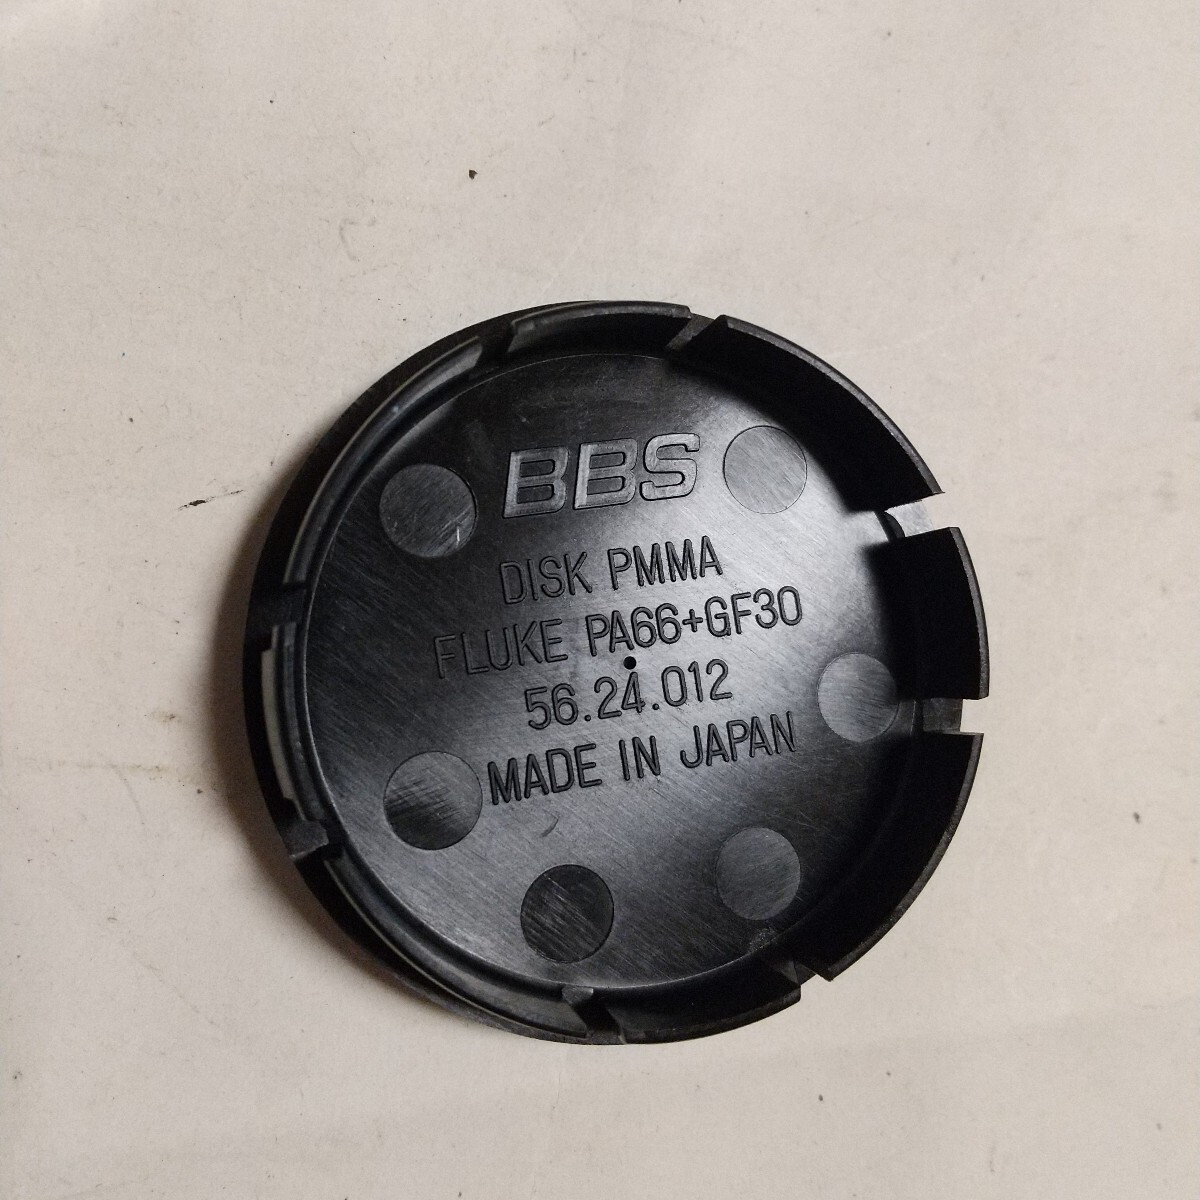 BBS
DISK PMMA
FLUKE PA66+GF30
56.24.012
MADE IN JAPAN